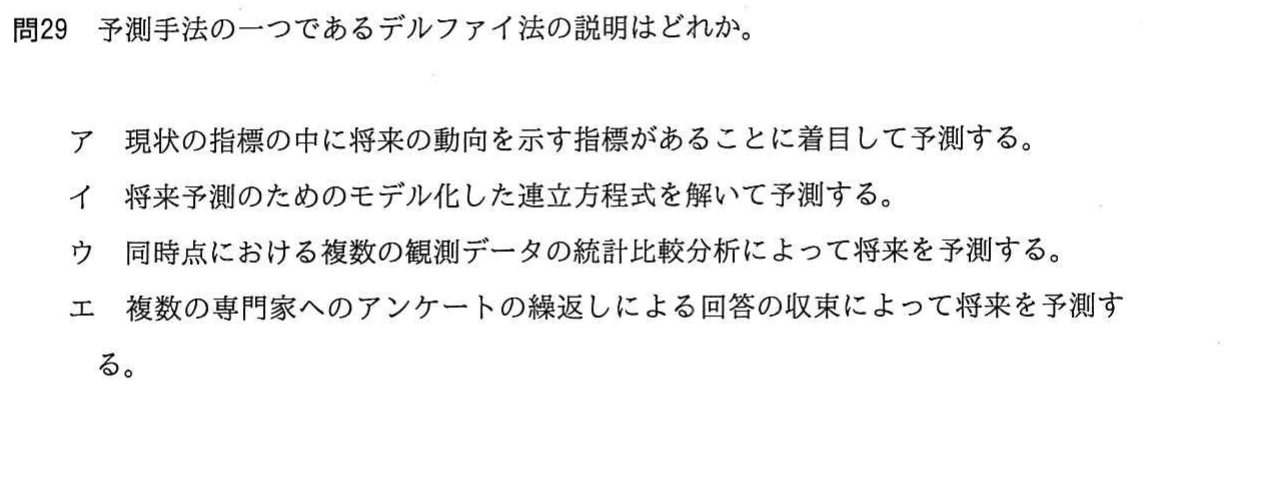 問29　予測手法の一つであるデルファイ法の説明はどれか。
ア　現状の指標の中に将来の動向を示す指標があることに着目して予測する。
イ　将来予測のためのモデル化した連立方程式を解いて予測する。
ウ　同時点における複数の観測データの統計比較分析によって将来を予測する。
エ　複数の専門家へのアンケートの繰返しによる回答の収束によって将来を予測す
る。